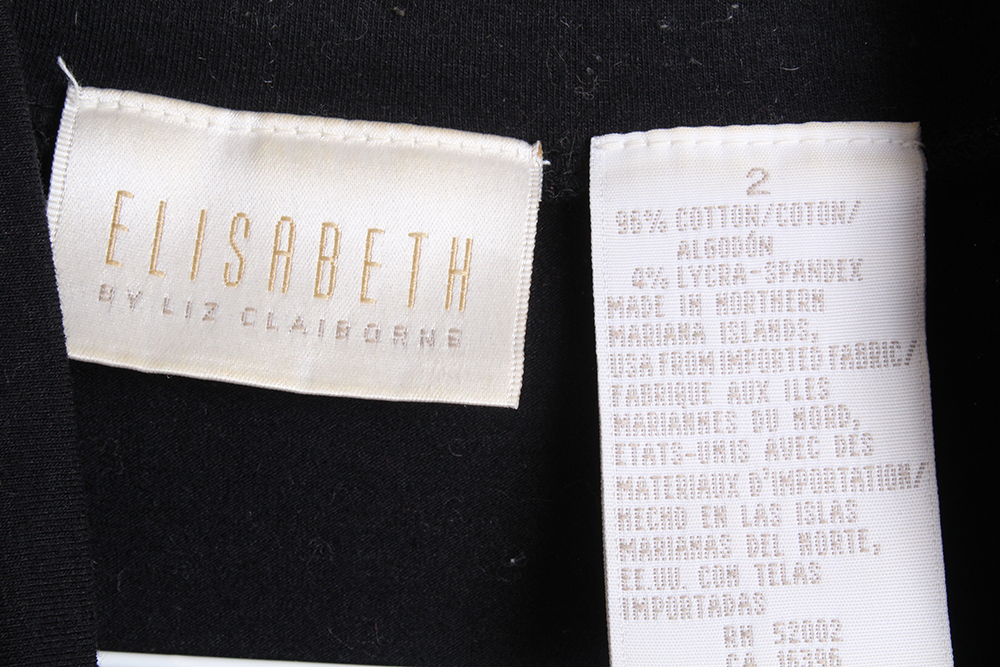 ELISABETH
BY LIZ CLAIBORNE
2
96% COTTON/COTON/
ALGODÓN
4% LYCRA-SPANDEX
MADE IN NORTHERN
MARIANA ISLANDS,
USA FROM IMPORTED FABRIC/
FABRIQUE AUX ILES
MARIANNES DU NORD,
ETATS-UNIS AVEC DES
MATERIAUX D'IMPORTATION/
HECHO EN LAS ISLAS
MARIANAS DEL NORTE,
EE.UU. CON TELAS
IMPORTADAS
RN 52002
CA